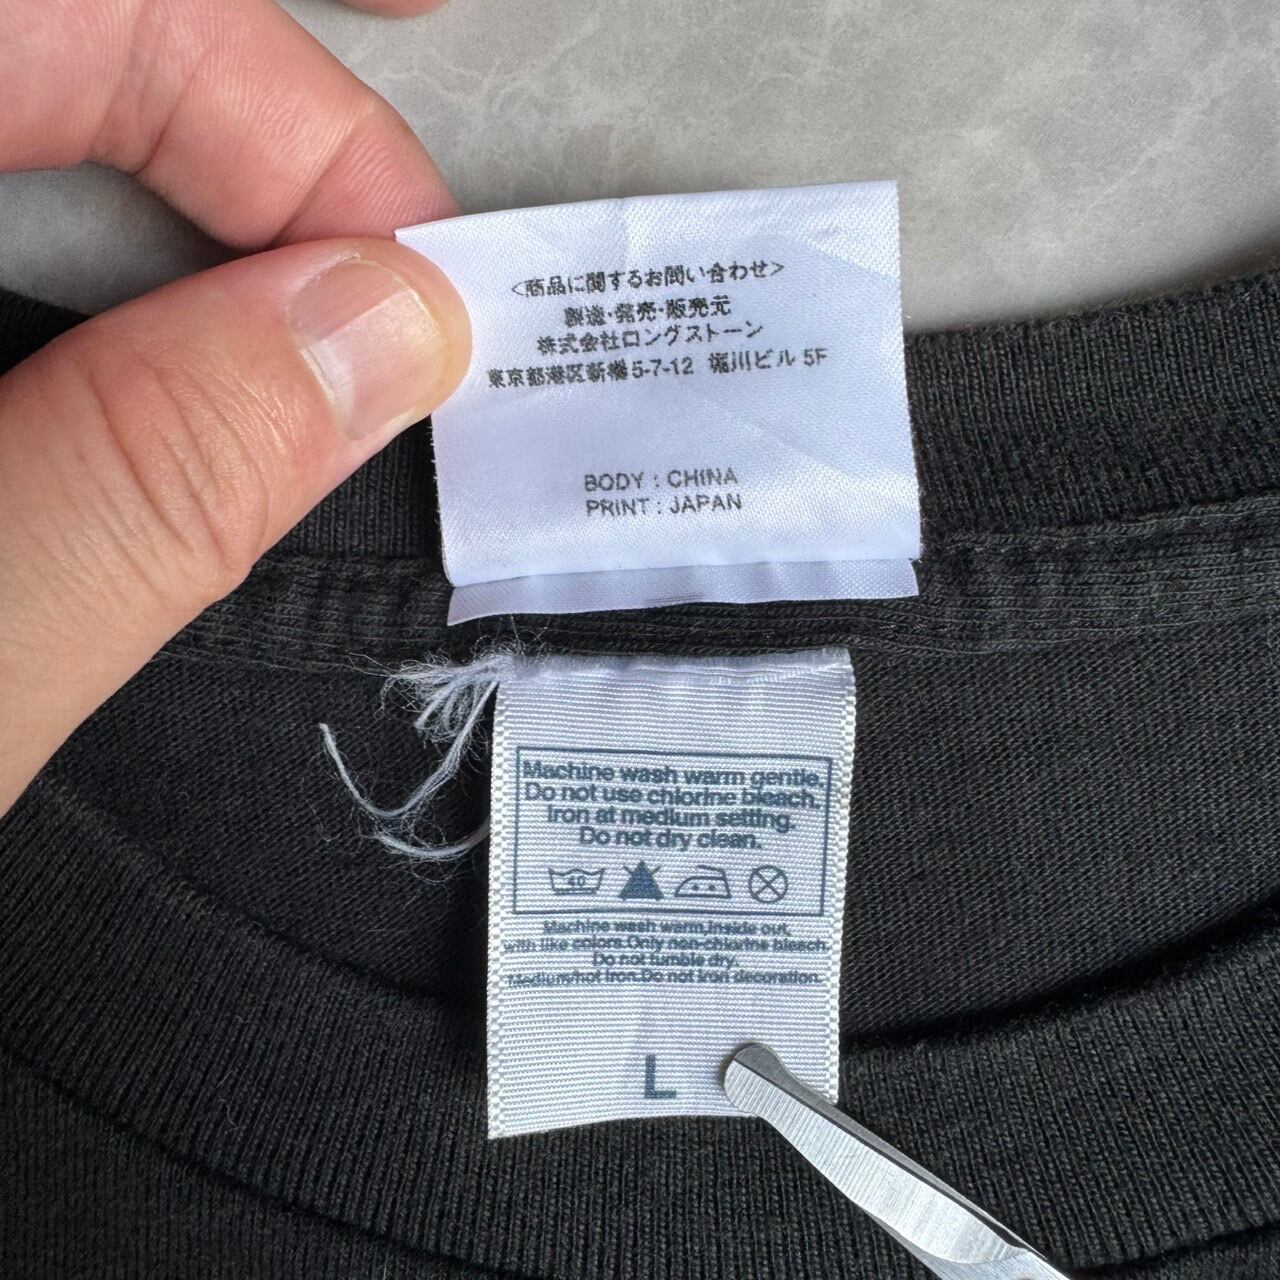 <商品に関するお問い合わせ>
製造・発売・販売元
株式会社ロングストーン
東京都港区新橋5-7-12 堀川ビル 5F
BODY : CHINA
PRINT : JAPAN
Machine wash warm gentle.
Do not use chlorine bleach.
Iron at medium setting.
Do not dry clean.
40
Machine wash warm,inside out,
with like colors.Only non-chlorine bleach.
Do not tumble dry.
Medium/hot iron.Do not iron decoration.
L